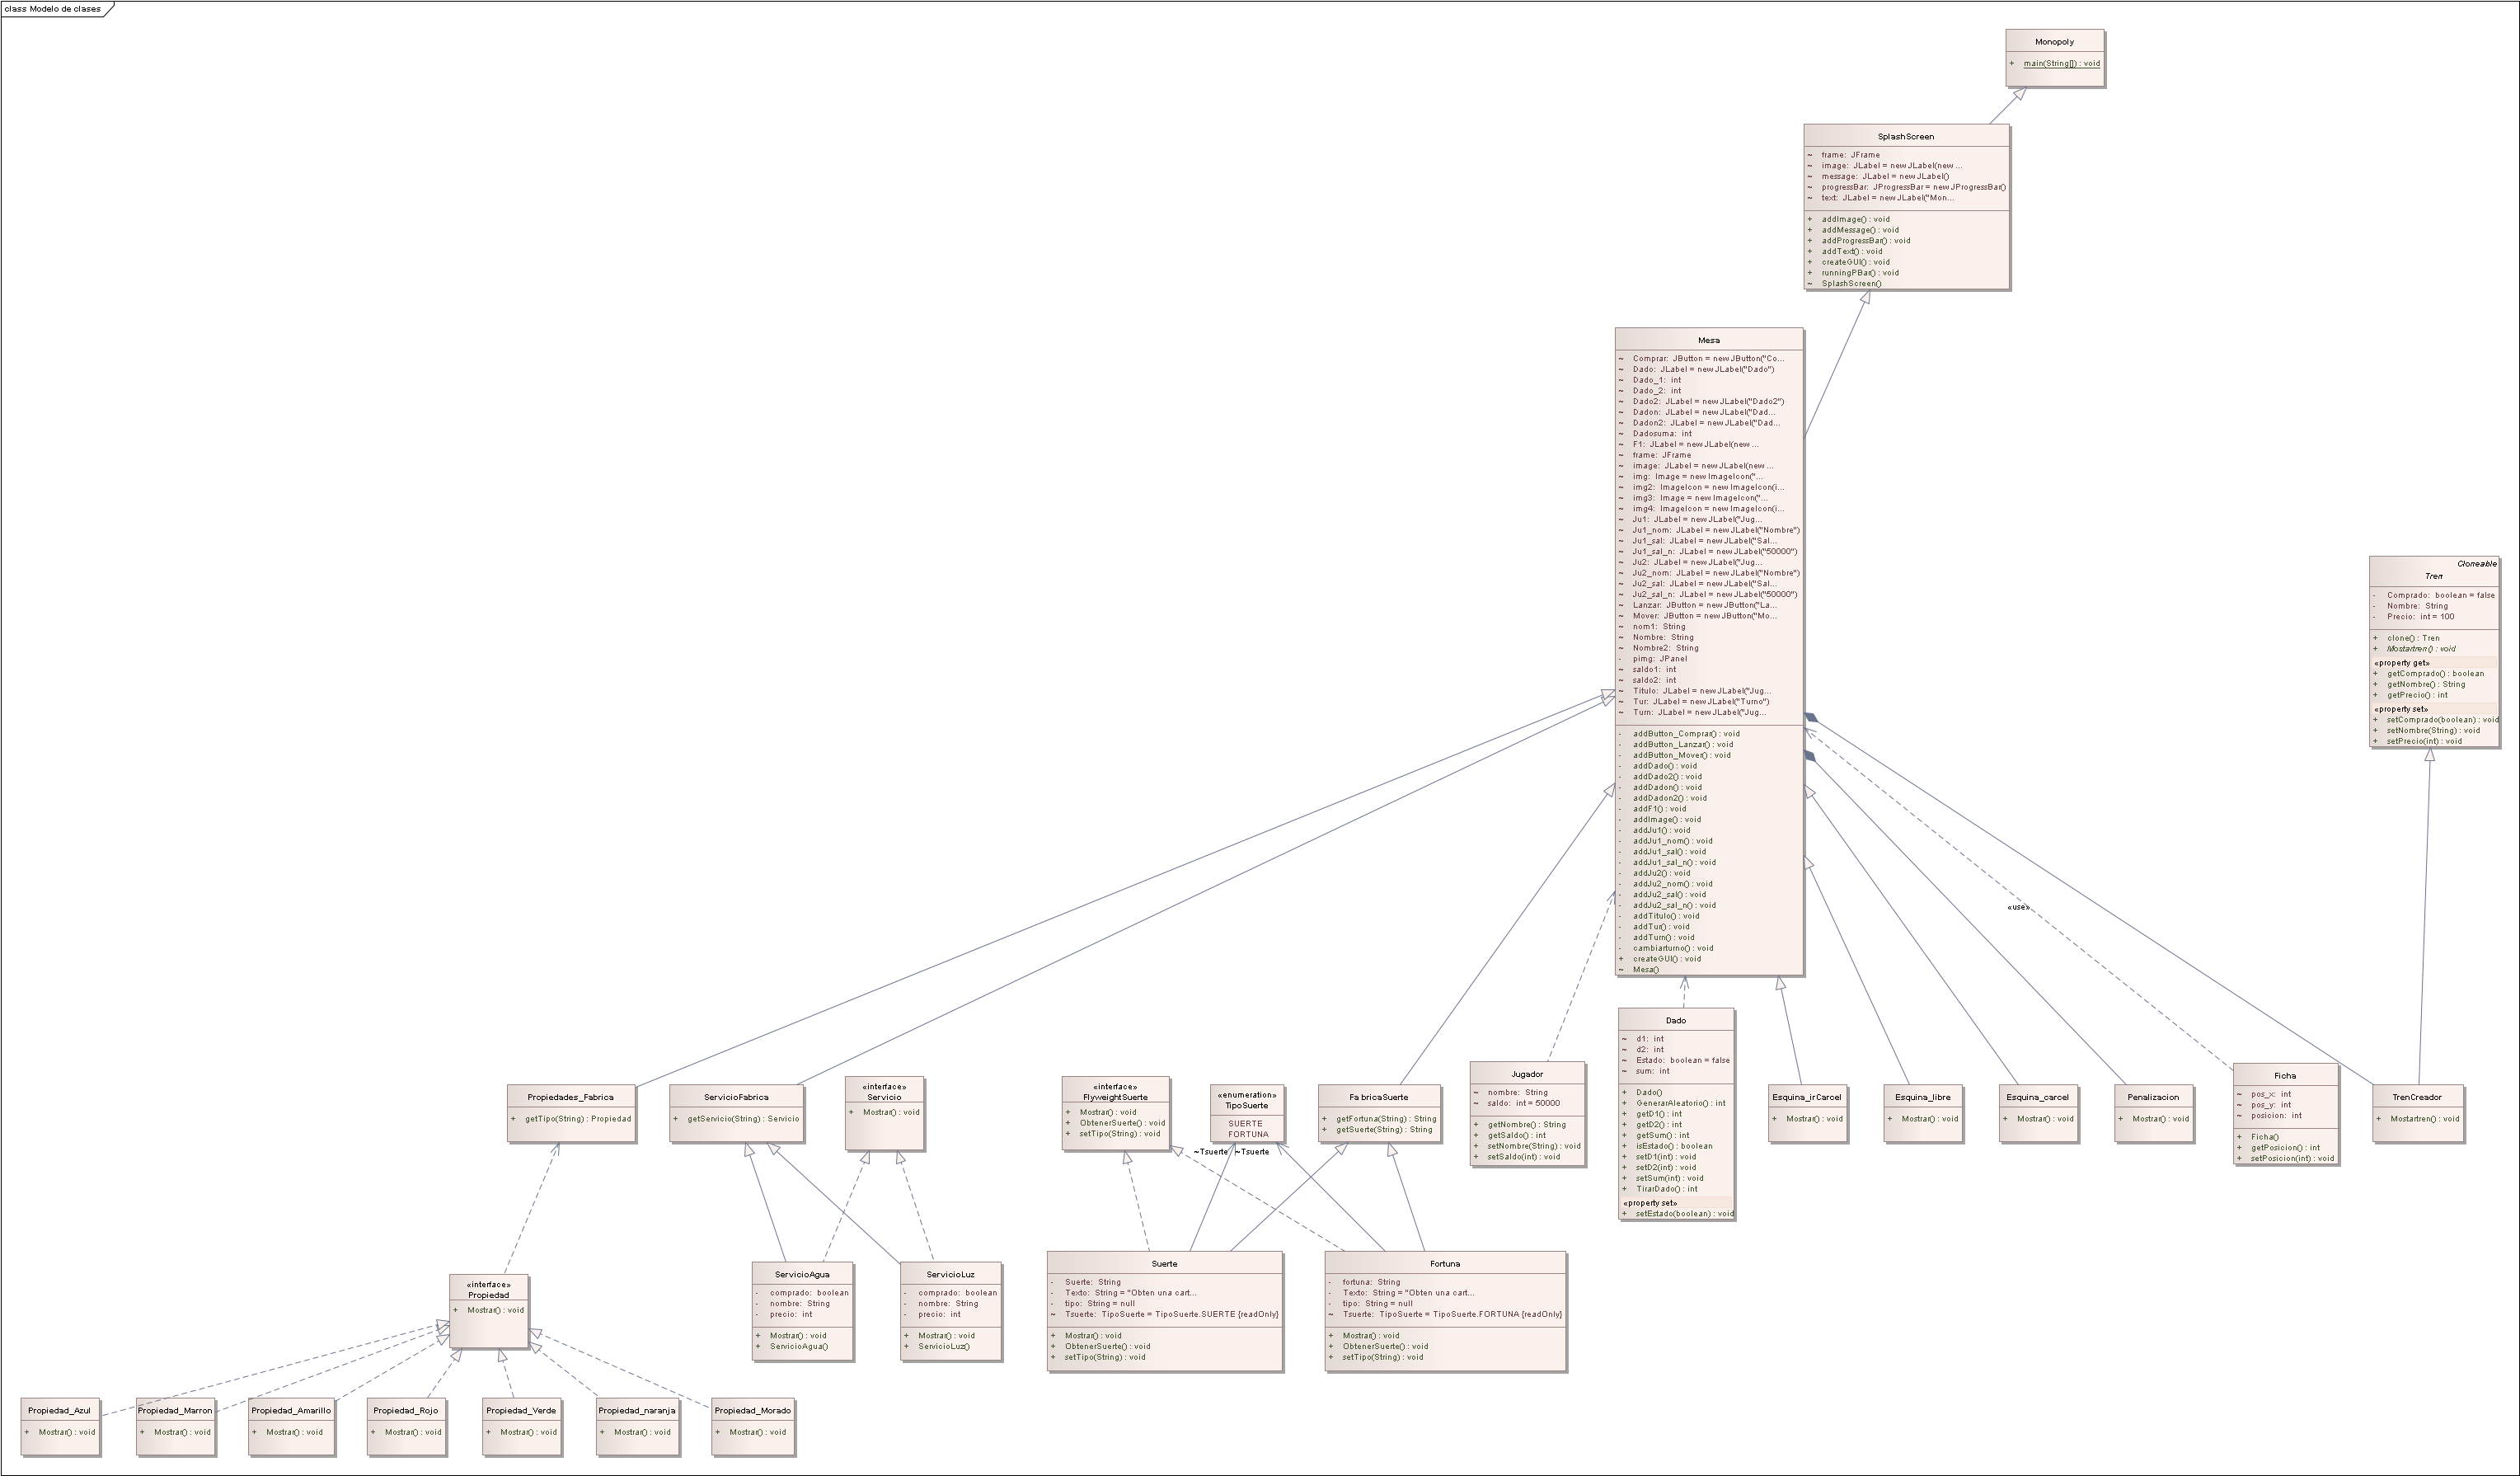 class Modelo de clases
Monopoly
+ main(String[]) : void
SplashScreen
~ frame: JFrame
~ image: JLabel = new JLabel(new ...
~ message: JLabel = new JLabel()
~ progressBar: JProgressBar = new JProgressBar()
~ text: JLabel = new JLabel("Mon...
+ addImage() : void
+ addMessage() : void
+ addProgressBar() : void
+ addText() : void
+ createGUI() : void
+ runningPBar() : void
~ SplashScreen()
Mesa
~ Comprar: JButton = new JButton("Co...
~ Dado: JLabel = new JLabel("Dado")
~ Dado_1: int
~ Dado_2: int
~ Dado2: JLabel = new JLabel("Dado2")
~ Dadon: JLabel = new JLabel("Dad...
~ Dadon2: JLabel = new JLabel("Dad...
~ Dadosuma: int
~ F1: JLabel = new JLabel(new ...
~ frame: JFrame
~ image: JLabel = new JLabel(new ...
~ img: Image = new ImageIcon("...
~ img2: ImageIcon = new ImageIcon(i...
~ img3: Image = new ImageIcon("...
~ img4: ImageIcon = new ImageIcon(i...
~ Ju1: JLabel = new JLabel("Jug...
~ Ju1_nom: JLabel = new JLabel("Nombre")
~ Ju1_sal: JLabel = new JLabel("Sal...
~ Ju1_sal_n: JLabel = new JLabel("50000")
~ Ju2: JLabel = new JLabel("Jug...
~ Ju2_nom: JLabel = new JLabel("Nombre")
~ Ju2_sal: JLabel = new JLabel("Sal...
~ Ju2_sal_n: JLabel = new JLabel("50000")
~ Lanzar: JButton = new JButton("La...
~ Mover: JButton = new JButton("Mo...
~ nom1: String
~ Nombre: String
~ Nombre2: String
- pimg: JPanel
~ saldo1: int
~ saldo2: int
~ Titulo: JLabel = new JLabel("Jug...
~ Tur: JLabel = new JLabel("Turno")
~ Turn: JLabel = new JLabel("Jug...
- addButton_Comprar() : void
- addButton_Lanzar() : void
- addButton_Mover() : void
- addDado() : void
- addDado2() : void
- addDadon() : void
- addDadon2() : void
- addF1() : void
- addImage() : void
- addJu1() : void
- addJu1_nom() : void
- addJu1_sal() : void
- addJu1_sal_n() : void
- addJu2() : void
- addJu2_nom() : void
- addJu2_sal() : void
- addJu2_sal_n() : void
- addTitulo() : void
- addTur() : void
- addTurn() : void
- cambiarturno() : void
+ createGUI() : void
~ Mesa()
Cloneable
Tren
- Comprado: boolean = false
- Nombre: String
- Precio: int = 100
+ clone() : Tren
+ Mostartren() : void
«property get»
+ getComprado() : boolean
+ getNombre() : String
+ getPrecio() : int
«property set»
+ setComprado(boolean) : void
+ setNombre(String) : void
+ setPrecio(int) : void
«use»
Propiedades_Fabrica
+ getTipo(String) : Propiedad
ServicioFabrica
+ getServicio(String) : Servicio
«interface»
Servicio
+ Mostrar() : void
«interface»
FlyweightSuerte
+ Mostrar() : void
+ ObtenerSuerte() : void
+ setTipo(String) : void
«enumeration»
TipoSuerte
SUERTE
FORTUNA
~Tsuerte
~Tsuerte
FabricaSuerte
+ getFortuna(String) : String
+ getSuerte(String) : String
Jugador
~ nombre: String
~ saldo: int = 50000
+ getNombre() : String
+ getSaldo() : int
+ setNombre(String) : void
+ setSaldo(int) : void
Dado
~ d1: int
~ d2: int
~ Estado: boolean = false
~ sum: int
+ Dado()
+ GenerarAleatorio() : int
+ getD1() : int
+ getD2() : int
+ getSum() : int
+ isEstado() : boolean
+ setD1(int) : void
+ setD2(int) : void
+ setSum(int) : void
+ TirarDado() : int
«property set»
+ setEstado(boolean) : void
Esquina_irCarcel
+ Mostrar() : void
Esquina_libre
+ Mostrar() : void
Esquina_carcel
+ Mostrar() : void
Penalizacion
+ Mostrar() : void
Ficha
~ pos_x: int
~ pos_y: int
~ posicion: int
+ Ficha()
+ getPosicion() : int
+ setPosicion(int) : void
TrenCreador
+ Mostartren() : void
«interface»
Propiedad
+ Mostrar() : void
ServicioAgua
- comprado: boolean
- nombre: String
- precio: int
+ Mostrar() : void
+ ServicioAgua()
ServicioLuz
- comprado: boolean
- nombre: String
- precio: int
+ Mostrar() : void
+ ServicioLuz()
Suerte
- Suerte: String
- Texto: String = "Obten una cart...
- tipo: String = null
~ Tsuerte: TipoSuerte = TipoSuerte.SUERTE {readOnly}
+ Mostrar() : void
+ ObtenerSuerte() : void
+ setTipo(String) : void
Fortuna
- fortuna: String
- Texto: String = "Obten una cart...
- tipo: String = null
~ Tsuerte: TipoSuerte = TipoSuerte.FORTUNA {readOnly}
+ Mostrar() : void
+ ObtenerSuerte() : void
+ setTipo(String) : void
Propiedad_Azul
+ Mostrar() : void
Propiedad_Marron
+ Mostrar() : void
Propiedad_Amarillo
+ Mostrar() : void
Propiedad_Rojo
+ Mostrar() : void
Propiedad_Verde
+ Mostrar() : void
Propiedad_naranja
+ Mostrar() : void
Propiedad_Morado
+ Mostrar() : void